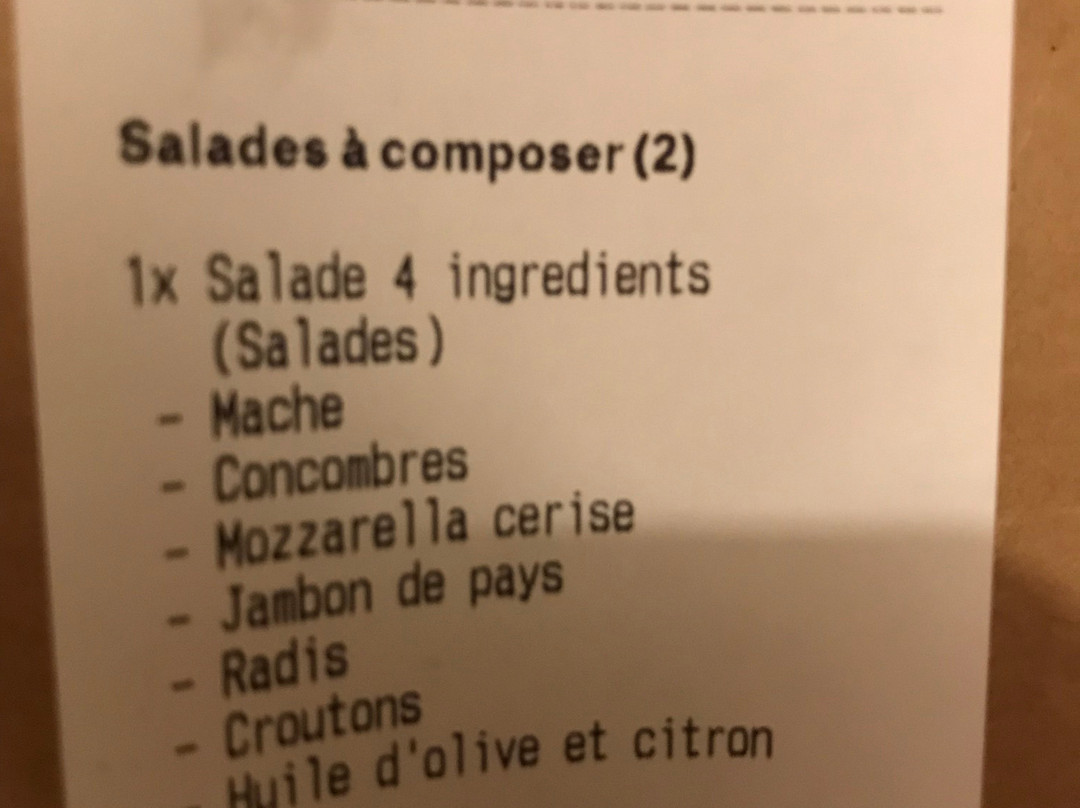 Salades à composer (2)
1x Salade 4 ingredients
(Salades)
- Mache
- Concombres
- Mozzarella cerise
- Jambon de pays
- Radis
- Croutons
- Huile d'olive et citron